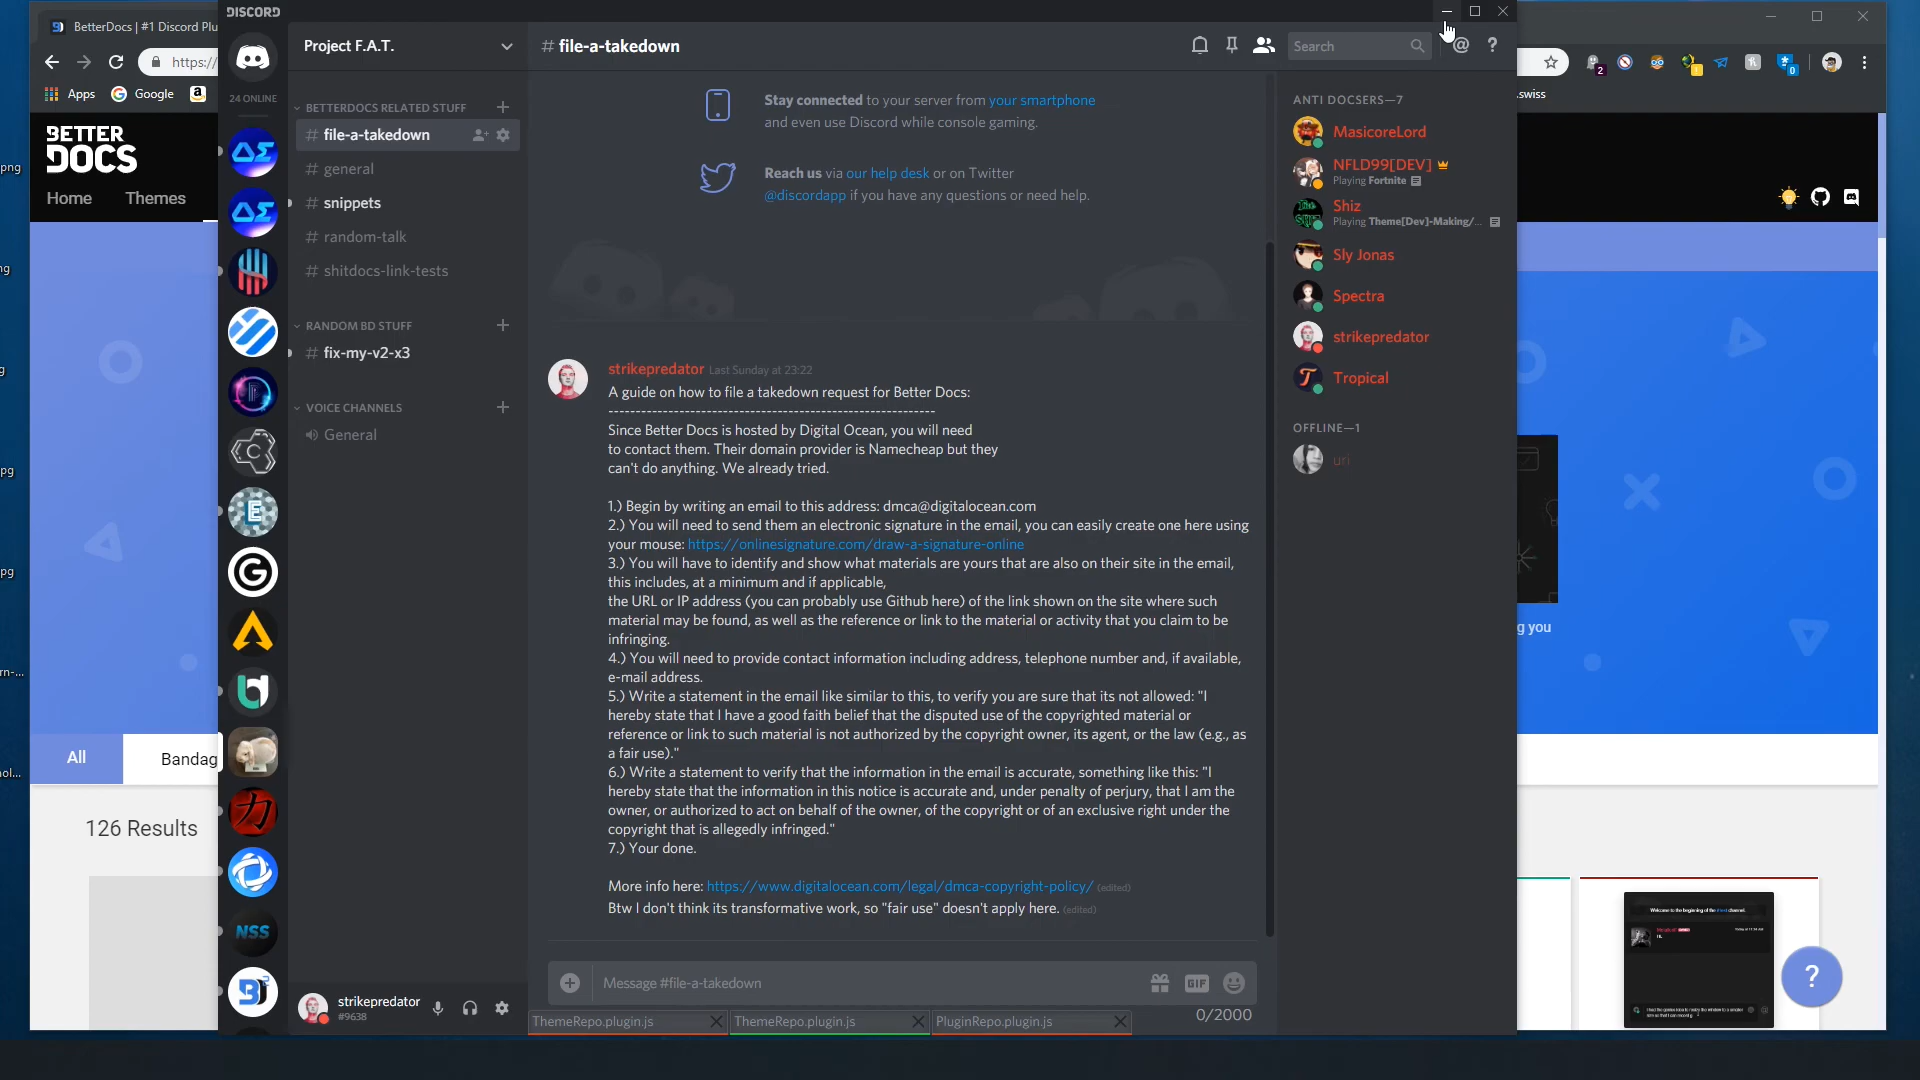 DISCORD
BetterDocs | #1 Discord Plu
https://
Apps
Google
.swiss
BETTER
DOCS
Home
Themes
png
ng
g
pg
pg
rn-...
nol...
All
Bandag
126 Results
24 ONLINE
NSS
Project F.A.T.
BETTERDOCS RELATED STUFF
# file-a-takedown
# general
# snippets
# random-talk
# shitdocs-link-tests
RANDOM BD STUFF
# fix-my-v2-x3
VOICE CHANNELS
General
strikepredator
#9638
# file-a-takedown
Search
Stay connected to your server from your smartphone
and even use Discord while console gaming.
Reach us via our help desk or on Twitter
@discordapp if you have any questions or need help.
strikepredator Last Sunday at 23:22
A guide on how to file a takedown request for Better Docs:
------------------------------------------------------------
Since Better Docs is hosted by Digital Ocean, you will need
to contact them. Their domain provider is Namecheap but they
can't do anything. We already tried.
1.) Begin by writing an email to this address: dmca@digitalocean.com
2.) You will need to send them an electronic signature in the email, you can easily create one here using
your mouse: https://onlinesignature.com/draw-a-signature-online
3.) You will have to identify and show what materials are yours that are also on their site in the email,
this includes, at a minimum and if applicable,
the URL or IP address (you can probably use Github here) of the link shown on the site where such
material may be found, as well as the reference or link to the material or activity that you claim to be
infringing.
4.) You will need to provide contact information including address, telephone number and, if available,
e-mail address.
5.) Write a statement in the email like similar to this, to verify you are sure that its not allowed: "I
hereby state that I have a good faith belief that the disputed use of the copyrighted material or
reference or link to such material is not authorized by the copyright owner, its agent, or the law (e.g., as
a fair use)."
6.) Write a statement to verify that the information in the email is accurate, something like this: "I
hereby state that the information in this notice is accurate and, under penalty of perjury, that I am the
owner, or authorized to act on behalf of the owner, of the copyright or of an exclusive right under the
copyright that is allegedly infringed."
7.) Your done.
More info here: https://www.digitalocean.com/legal/dmca-copyright-policy/ (edited)
Btw I don't think its transformative work, so "fair use" doesn't apply here. (edited)
Message #file-a-takedown
GIF
ThemeRepo.plugin.js
ThemeRepo.plugin.js
PluginRepo.plugin.js
0/2000
ANTI DOCSERS—7
MasicoreLord
NFLD99[DEV]
Playing Fortnite
Shiz
Playing Theme[Dev]-Making/...
Sly Jonas
Spectra
strikepredator
Tropical
OFFLINE—1
uri
g you
?